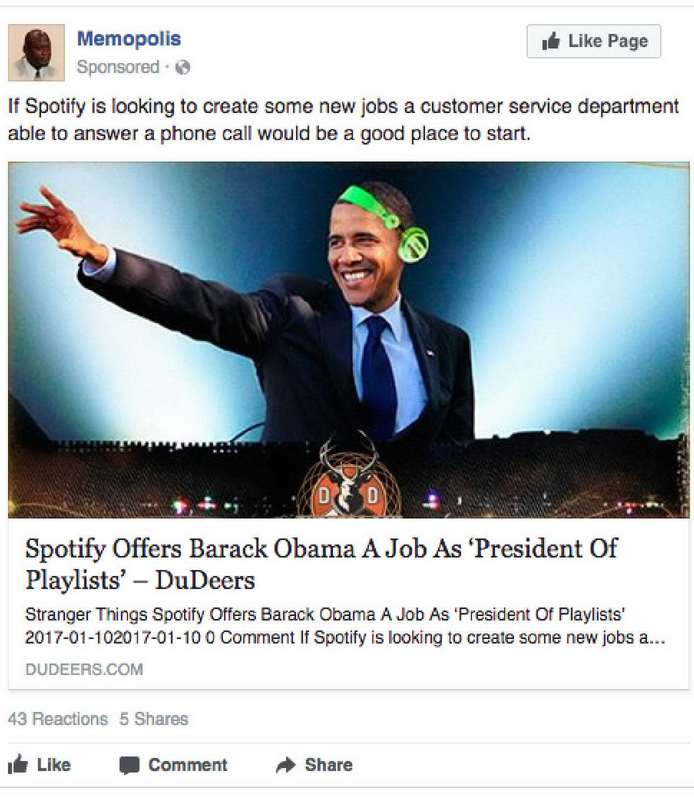 Memopolis
Like Page
Sponsored ·
If Spotify is looking to create some new jobs a customer service department
able to answer a phone call would be a good place to start.
D D
Spotify Offers Barack Obama A Job As ‘President Of
Playlists’ – DuDeers
Stranger Things Spotify Offers Barack Obama A Job As ‘President Of Playlists’
2017-01-102017-01-10 0 Comment If Spotify is looking to create some new jobs a...
DUDEERS.COM
43 Reactions 5 Shares
Like Comment Share